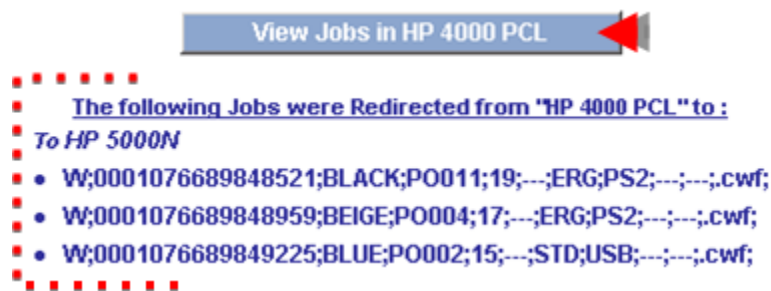 View Jobs in HP 4000 PCL
The following Jobs were Redirected from "HP 4000 PCL" to :
To HP 5000N
• W;0001076689848521;BLACK;PO011;19;---;ERG;PS2;---;---;.cwf;
• W;0001076689848959;BEIGE;PO004;17;---;ERG;PS2;---;---;.cwf;
• W;0001076689849225;BLUE;PO002;15;---;STD;USB;---;---;.cwf;